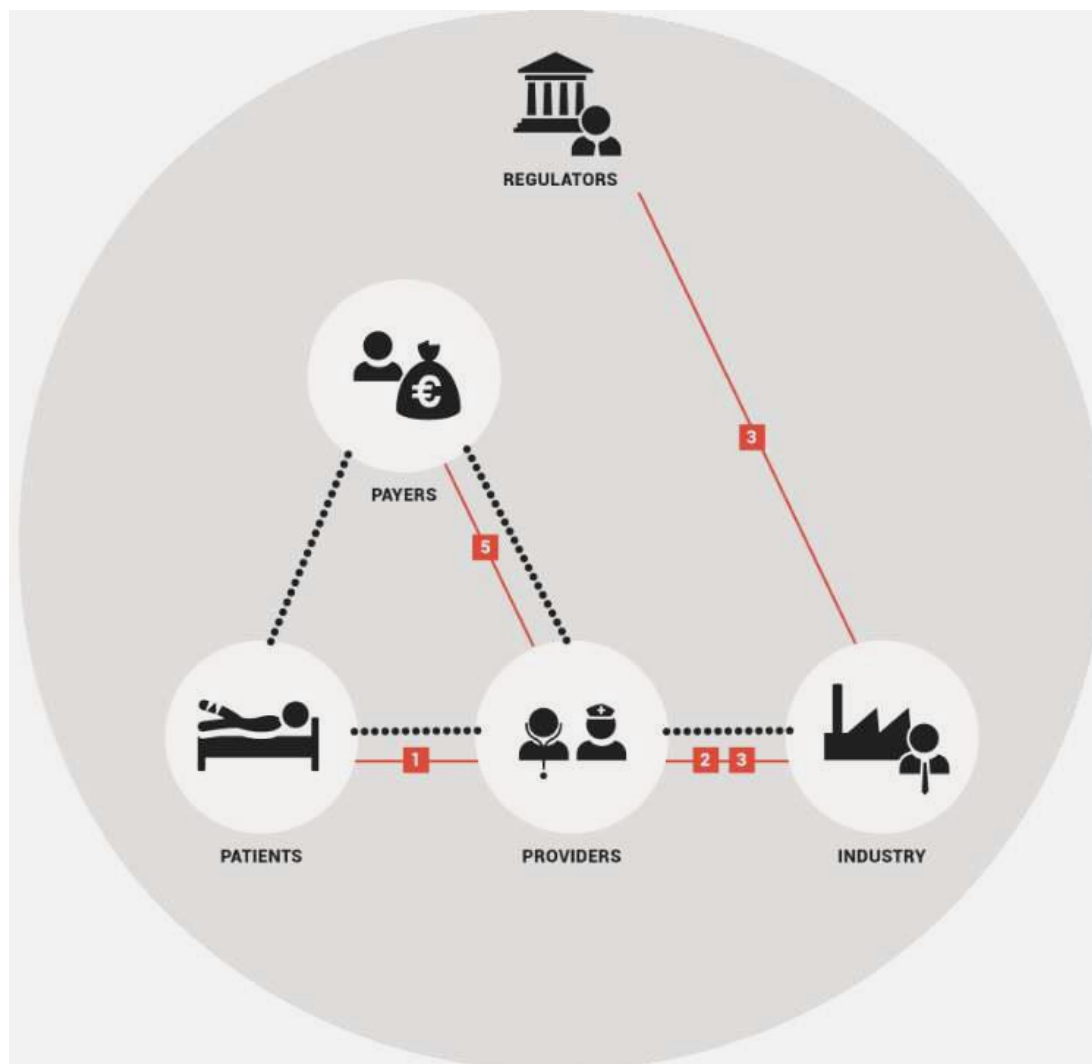 REGULATORS
€
3
PAYERS
5
1
2 3
PATIENTS PROVIDERS INDUSTRY